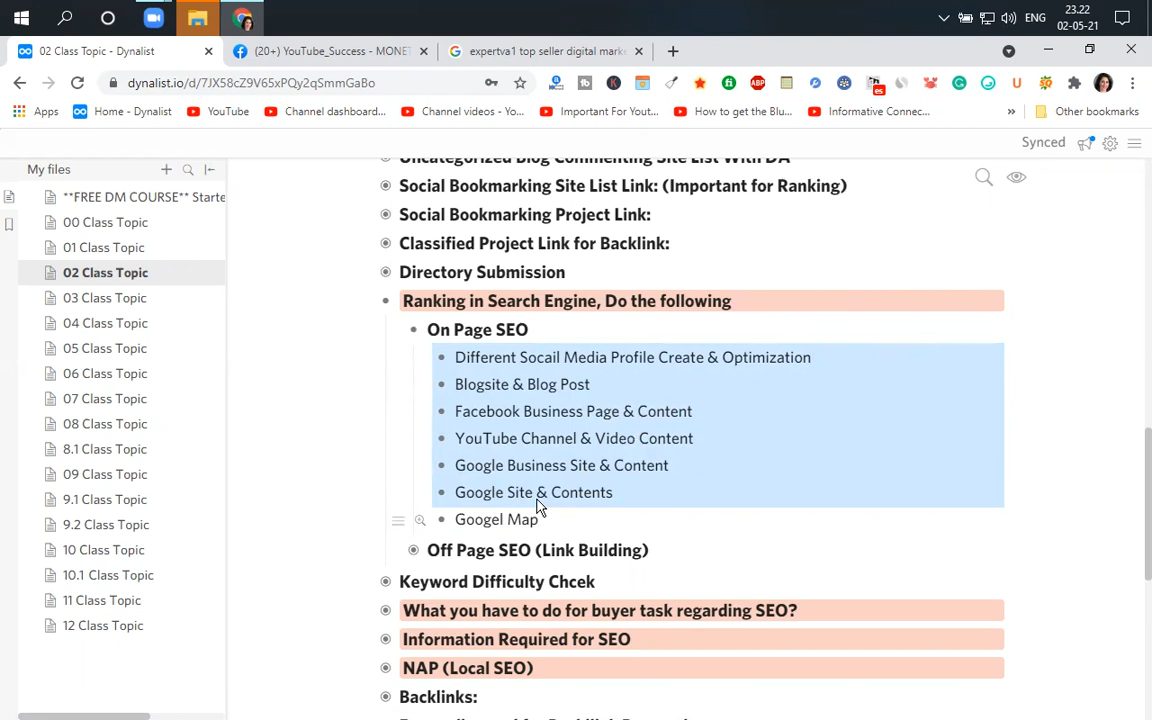 23.22
ENG
02-05-21
02 Class Topic - Dynalist
(20+) YouTube_Success - MONET
expertva1 top seller digital mark
dynalist.io/d/7JX58cZ9V65xPQy2qSmmGaBo
Apps
Home - Dynalist
YouTube
Channel dashboard...
Channel videos - Yo...
Important For Yout...
How to get the Blu...
Informative Connec...
Other bookmarks
Synced
My files
**FREE DM COURSE** Starte
00 Class Topic
01 Class Topic
02 Class Topic
03 Class Topic
04 Class Topic
05 Class Topic
06 Class Topic
07 Class Topic
08 Class Topic
8.1 Class Topic
09 Class Topic
9.1 Class Topic
9.2 Class Topic
10 Class Topic
10.1 Class Topic
11 Class Topic
12 Class Topic
Uncategorized Blog Commenting Site List With DA
Social Bookmarking Site List Link: (Important for Ranking)
Social Bookmarking Project Link:
Classified Project Link for Backlink:
Directory Submission
Ranking in Search Engine, Do the following
On Page SEO
Different Socail Media Profile Create & Optimization
Blogsite & Blog Post
Facebook Business Page & Content
YouTube Channel & Video Content
Google Business Site & Content
Google Site & Contents
Googel Map
Off Page SEO (Link Building)
Keyword Difficulty Chcek
What you have to do for buyer task regarding SEO?
Information Required for SEO
NAP (Local SEO)
Backlinks: